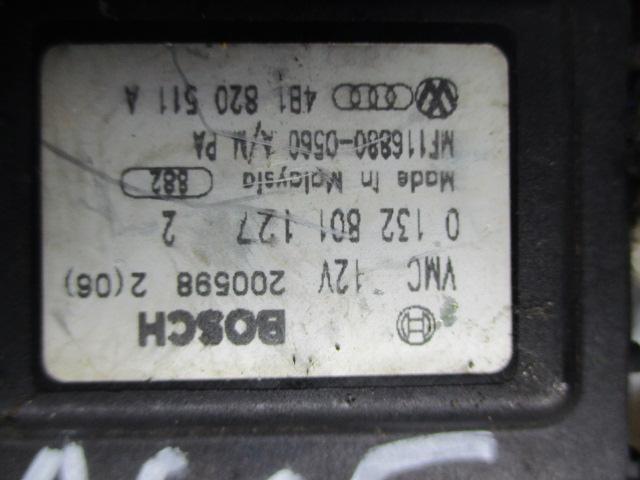 BOSCH
VMC 12V 200598 2(06)
0 132 801 127 2
Made in Malaysia 882
MF116880-0560 A/W PA
4B1 820 511 A